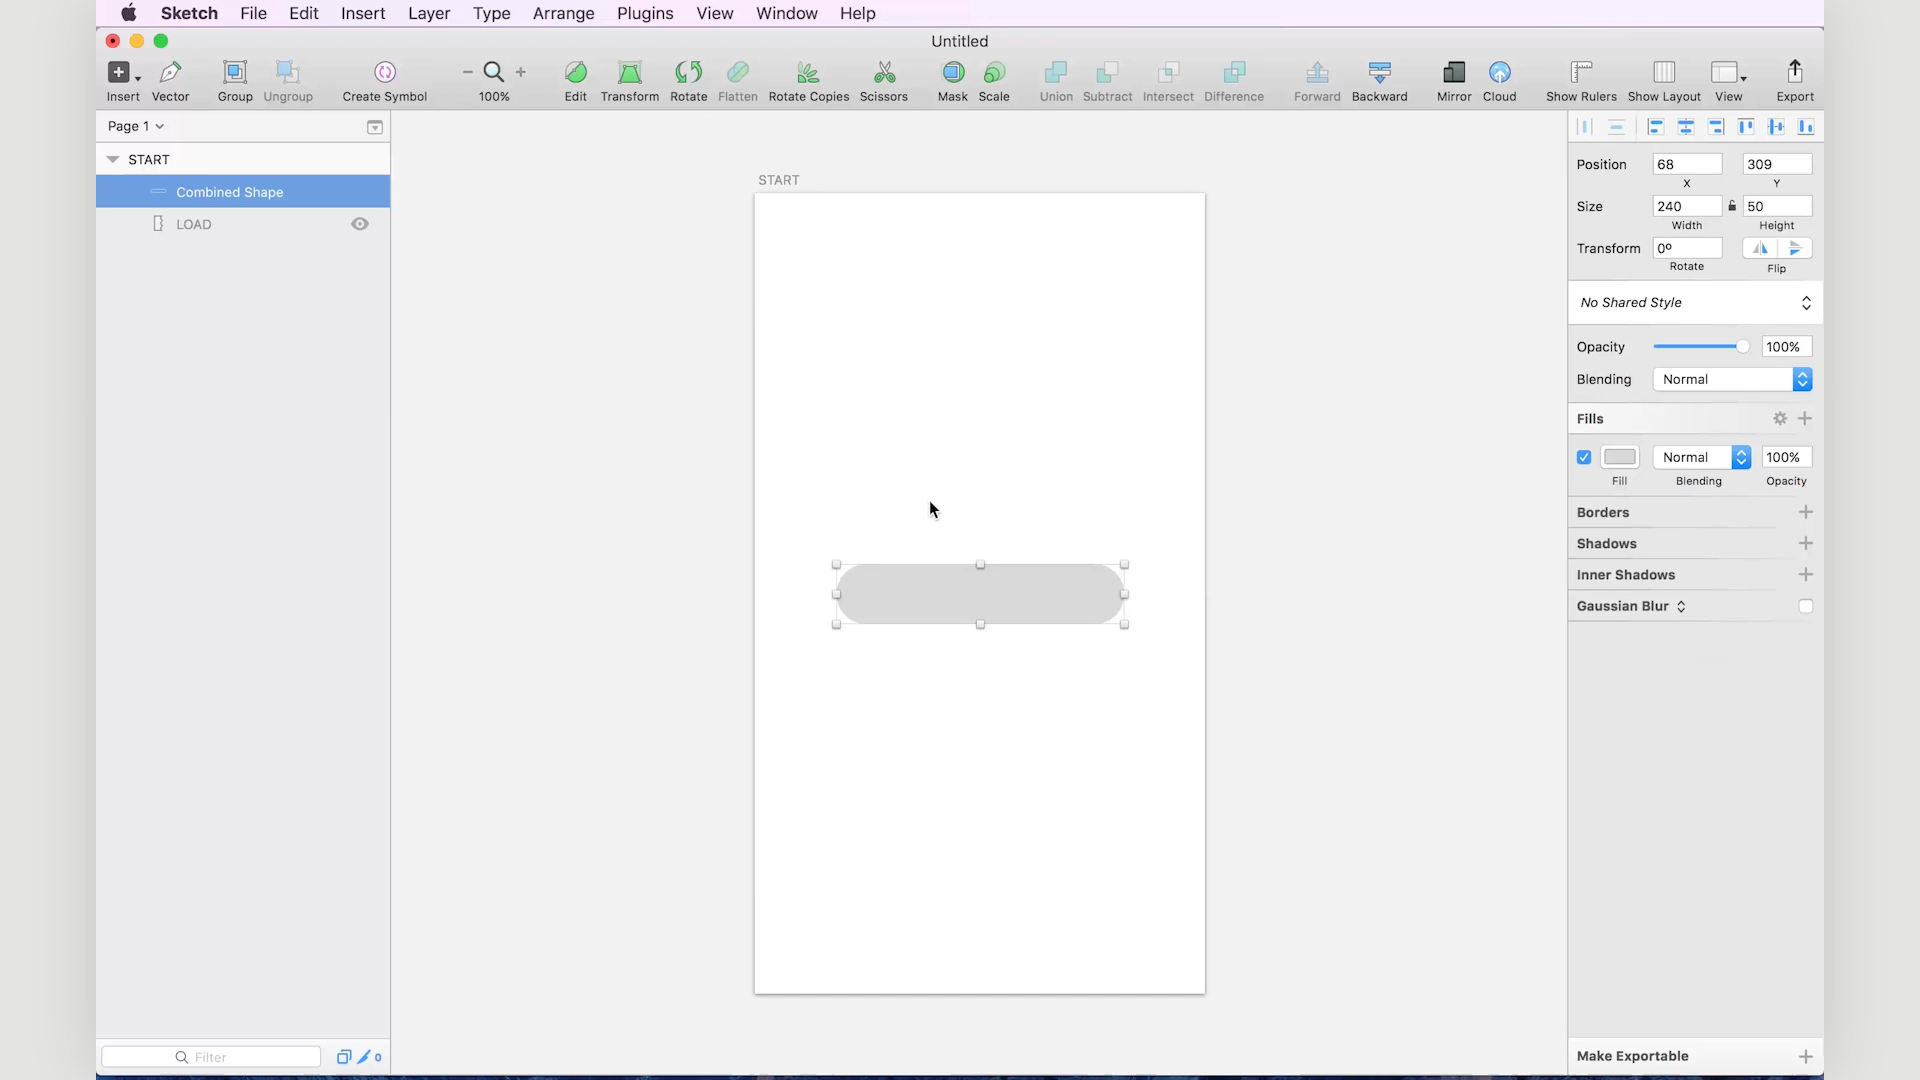 Sketch File Edit Insert Layer Type Arrange Plugins View Window Help
Untitled
Insert Vector Group Ungroup Create Symbol 100% Edit Transform Rotate Flatten Rotate Copies Scissors Mask Scale Union Subtract Intersect Difference Forward Backward Mirror Cloud Show Rulers Show Layout View Export
Page 1
START
Combined Shape
LOAD
Filter
0
START
Position 68 309
X Y
Size 240 50
Width Height
Transform 0º
Rotate Flip
No Shared Style
Opacity 100%
Blending Normal
Fills
Normal 100%
Fill Blending Opacity
Borders
Shadows
Inner Shadows
Gaussian Blur
Make Exportable